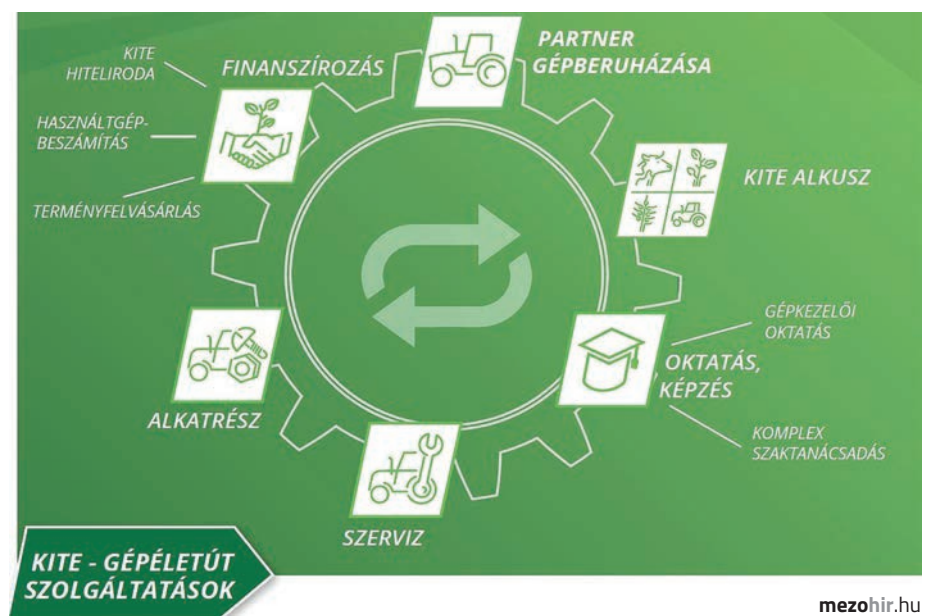 PARTNER
GÉPBERUHÁZÁSA
FINANSZÍROZÁS
KITE
HITELIRODA
HASZNÁLTGÉP-
BESZÁMÍTÁS
TERMÉNYFELVÁSÁRLÁS
KITE ALKUSZ
GÉPKEZELŐI
OKTATÁS
OKTATÁS,
KÉPZÉS
KOMPLEX
SZAKTANÁCSADÁS
ALKATRÉSZ
SZERVIZ
KITE - GÉPÉLETÚT
SZOLGÁLTATÁSOK
mezohir.hu